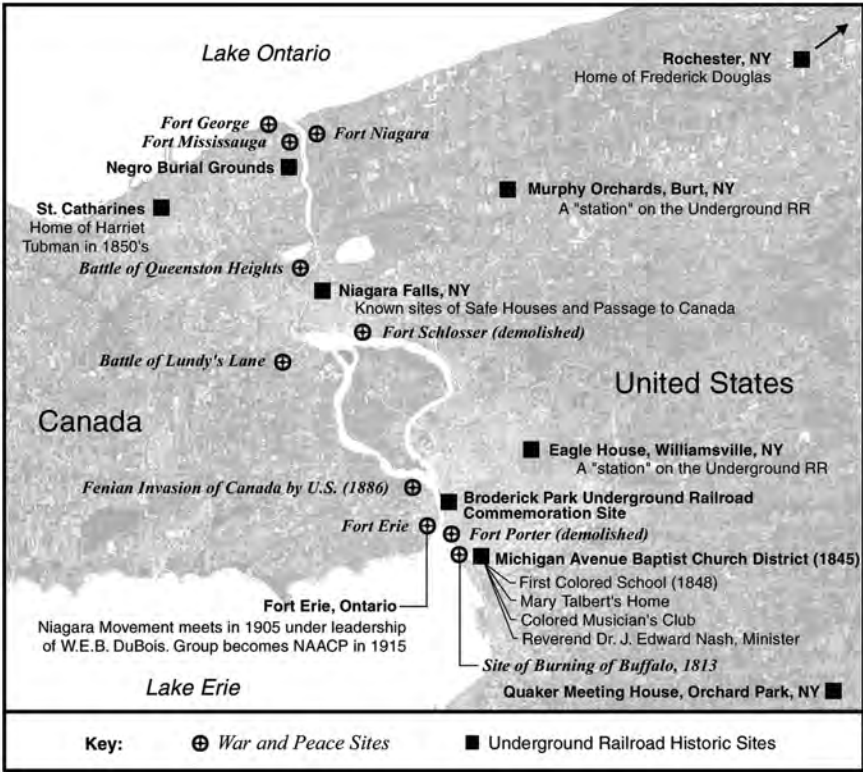 Lake Ontario
Rochester, NY
Home of Frederick Douglas
Fort George
Fort Mississauga
Fort Niagara
Negro Burial Grounds
Murphy Orchards, Burt, NY
A "station" on the Underground RR
St. Catharines
Home of Harriet
Tubman in 1850's
Battle of Queenston Heights
Niagara Falls, NY
Known sites of Safe Houses and Passage to Canada
Fort Schlosser (demolished)
Battle of Lundy's Lane
United States
Canada
Eagle House, Williamsville, NY
A "station" on the Underground RR
Fenian Invasion of Canada by U.S. (1886)
Broderick Park Underground Railroad
Commemoration Site
Fort Erie
Fort Porter (demolished)
Michigan Avenue Baptist Church District (1845)
First Colored School (1848)
Mary Talbert's Home
Colored Musician's Club
Reverend Dr. J. Edward Nash, Minister
Fort Erie, Ontario
Niagara Movement meets in 1905 under leadership
of W.E.B. DuBois. Group becomes NAACP in 1915
Site of Burning of Buffalo, 1813
Lake Erie
Quaker Meeting House, Orchard Park, NY
Key:
War and Peace Sites
Underground Railroad Historic Sites